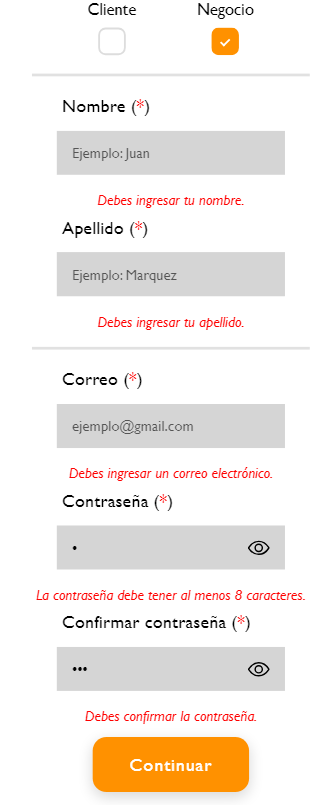 Cliente Negocio
Nombre (*)
Ejemplo: Juan
Debes ingresar tu nombre.
Apellido (*)
Ejemplo: Marquez
Debes ingresar tu apellido.
Correo (*)
ejemplo@gmail.com
Debes ingresar un correo electrónico.
Contraseña (*)
•
La contraseña debe tener al menos 8 caracteres.
Confirmar contraseña (*)
•••
Debes confirmar la contraseña.
Continuar